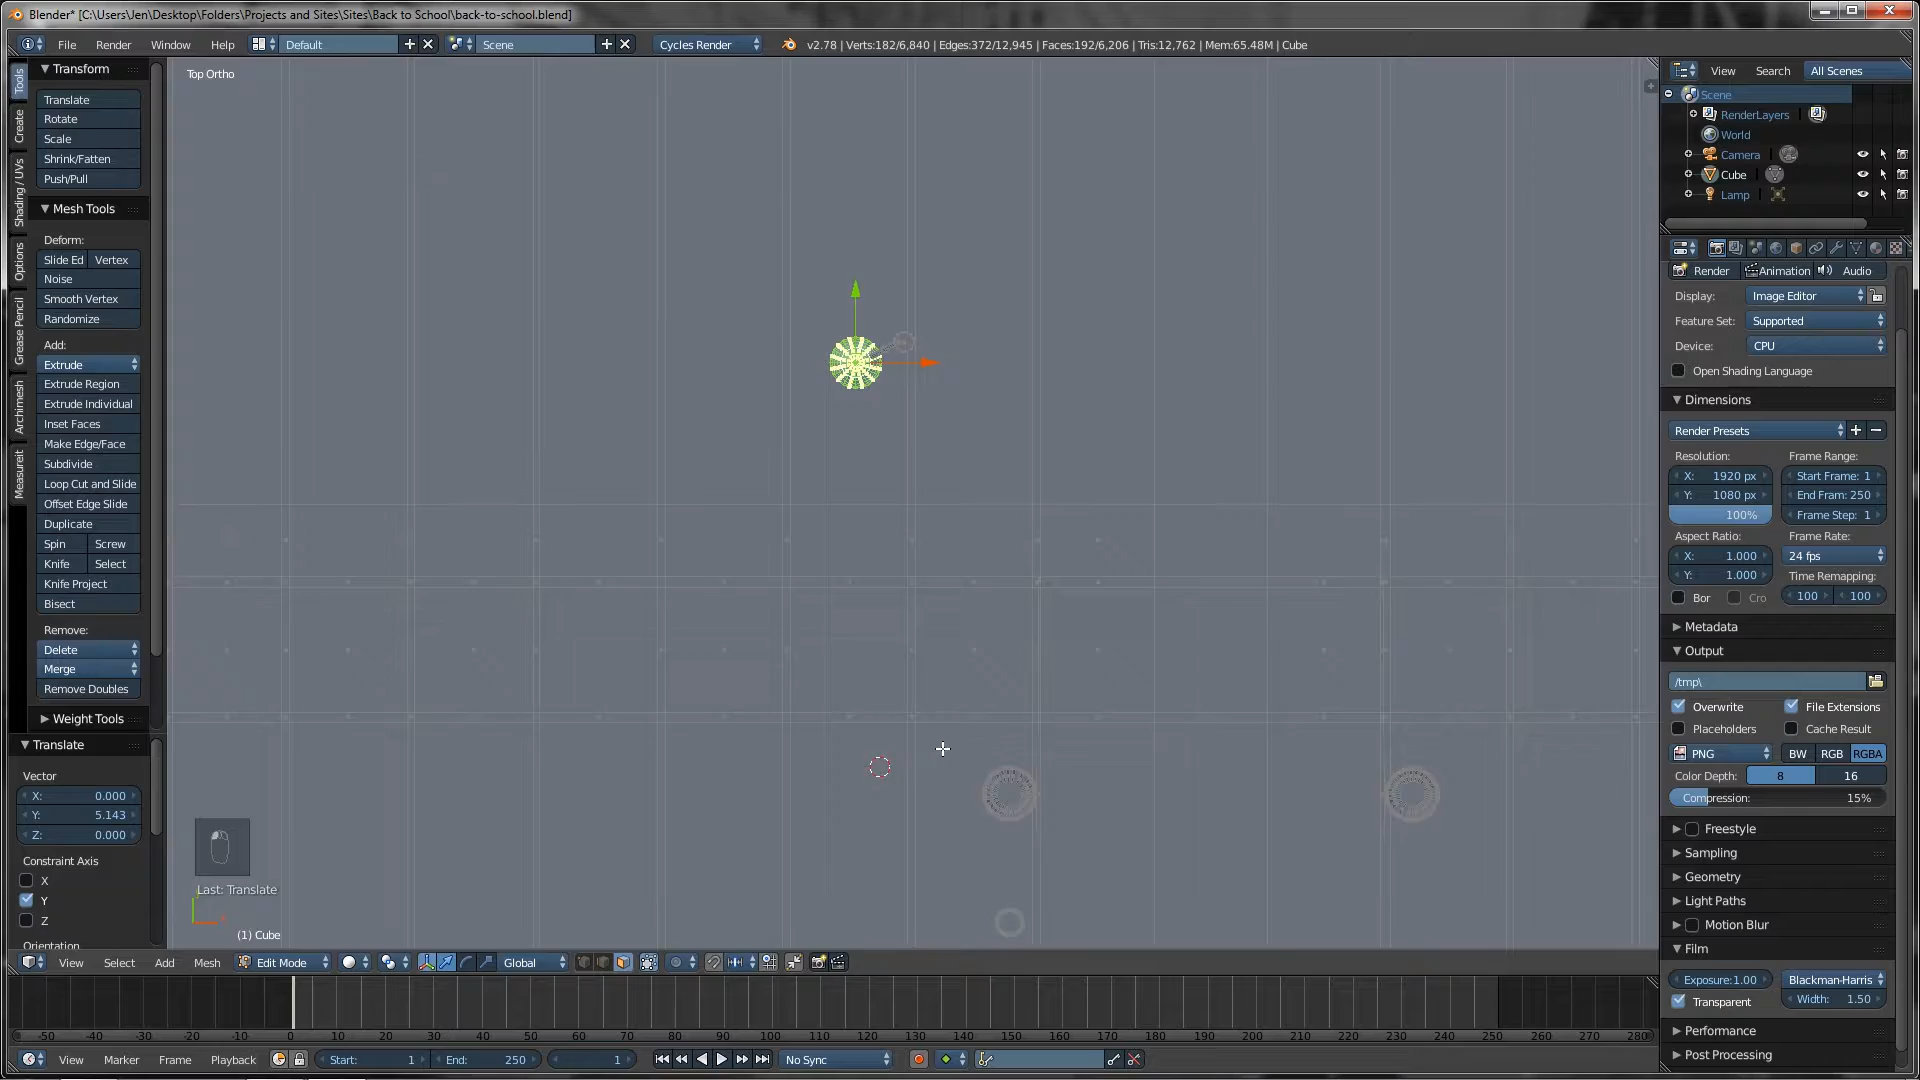 Blender* [C:\Users\Jen\Desktop\Folders\Projects and Sites\Sites\Back to School\back-to-school.blend]
File Render Window Help Default Scene Cycles Render v2.78 | Verts:182/6,840 | Edges:372/12,945 | Faces:192/6,206 | Tris:12,762 | Mem:65.48M | Cube
Tools
Create
Shading / UVs
Options
Grease Pencil
Archimesh
Measureit
Transform
Translate
Rotate
Scale
Shrink/Fatten
Push/Pull
Mesh Tools
Deform:
Slide Ed Vertex
Noise
Smooth Vertex
Randomize
Add:
Extrude
Extrude Region
Extrude Individual
Inset Faces
Make Edge/Face
Subdivide
Loop Cut and Slide
Offset Edge Slide
Duplicate
Spin Screw
Knife Select
Knife Project
Bisect
Remove:
Delete
Merge
Remove Doubles
Weight Tools
Translate
Vector
X: 0.000
Y: 5.143
Z: 0.000
Constraint Axis
X
Y
Z
Orientation
Top Ortho
Last: Translate
(1) Cube
View Select Add Mesh Edit Mode Global
-50 -40 -30 -20 -10 0 10 20 30 40 50 60 70 80 90 100 110 120 130 140 150 160 170 180 190 200 210 220 230 240 250 260 270 280
View Marker Frame Playback Start: 1 End: 250 1 No Sync
View Search All Scenes
Scene
RenderLayers
World
Camera
Cube
Lamp
Render Animation Audio
Display: Image Editor
Feature Set: Supported
Device: CPU
Open Shading Language
Dimensions
Render Presets
Resolution: Frame Range:
X: 1920 px Start Frame: 1
Y: 1080 px End Fram: 250
100% Frame Step: 1
Aspect Ratio: Frame Rate:
X: 1.000 24 fps
Y: 1.000 Time Remapping:
Bor Cro 100 100
Metadata
Output
/tmp\
Overwrite File Extensions
Placeholders Cache Result
PNG BW RGB RGBA
Color Depth: 8 16
Compression: 15%
Freestyle
Sampling
Geometry
Light Paths
Motion Blur
Film
Exposure:1.00 Blackman-Harris
Transparent Width: 1.50
Performance
Post Processing